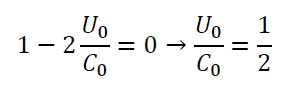 1 − 2 U₀/C₀ = 0 → U₀/C₀ = 1/2